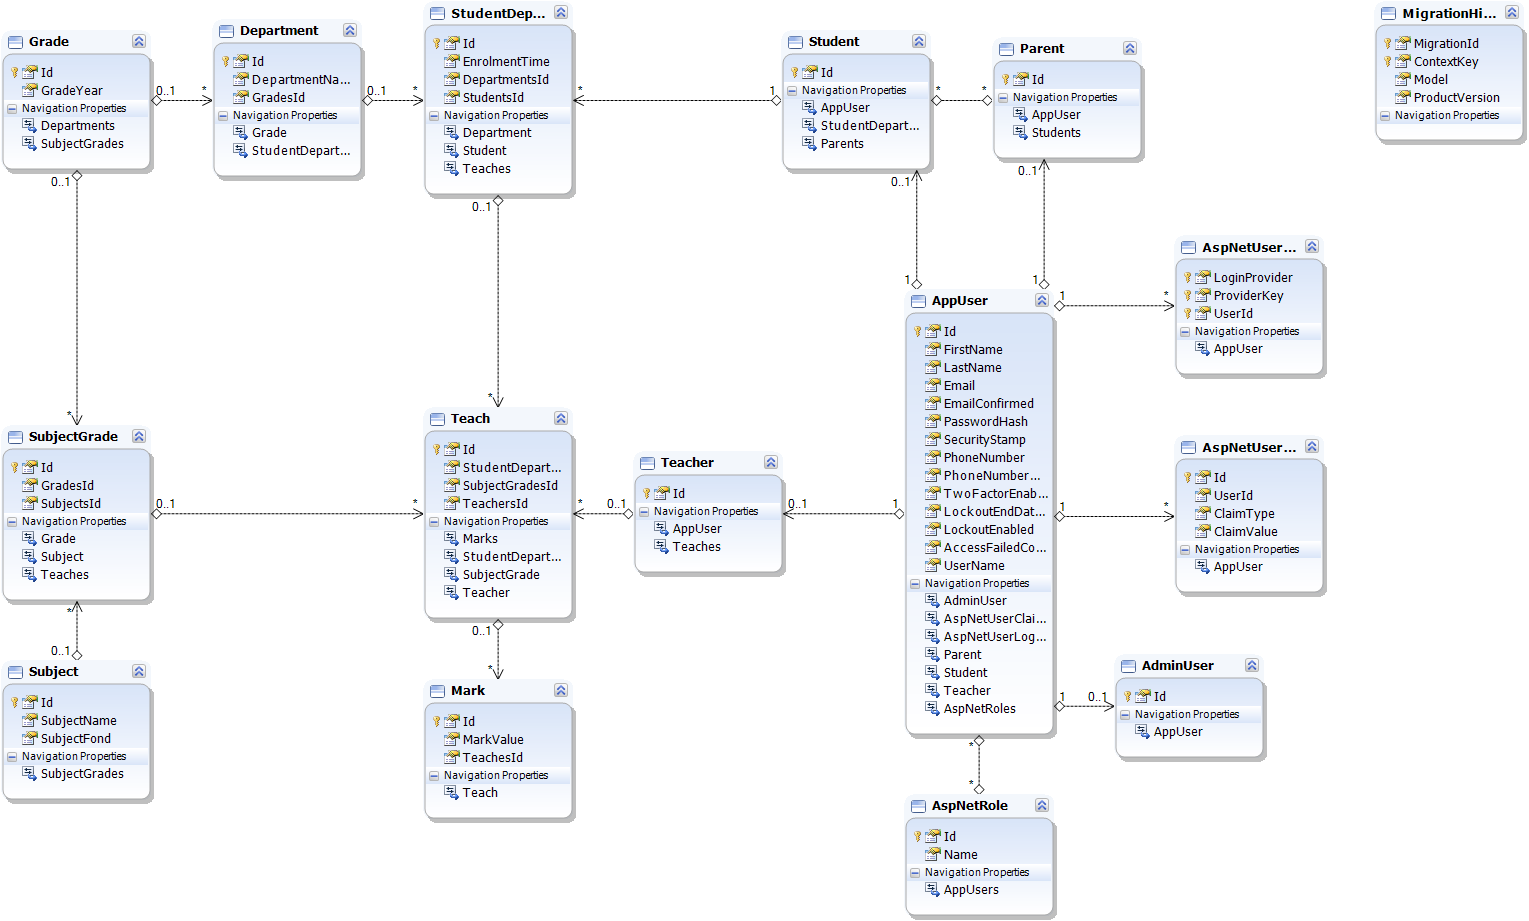 Grade
Id
GradeYear
Navigation Properties
Departments
SubjectGrades
0..1
*
0..1
*
Department
Id
DepartmentNa...
GradesId
Navigation Properties
Grade
StudentDepart...
0..1
*
StudentDep...
Id
EnrolmentTime
DepartmentsId
StudentsId
Navigation Properties
Department
Student
Teaches
*
1
0..1
*
Student
Id
Navigation Properties
AppUser
StudentDepart...
Parents
*
*
0..1
1
Parent
Id
Navigation Properties
AppUser
Students
0..1
1
MigrationHi...
MigrationId
ContextKey
Model
ProductVersion
Navigation Properties
SubjectGrade
Id
GradesId
SubjectsId
Navigation Properties
Grade
Subject
Teaches
0..1
*
*
0..1
Subject
Id
SubjectName
SubjectFond
Navigation Properties
SubjectGrades
Teach
Id
StudentDepart...
SubjectGradesId
TeachersId
Navigation Properties
Marks
StudentDepart...
SubjectGrade
Teacher
*
0..1
0..1
*
Mark
Id
MarkValue
TeachesId
Navigation Properties
Teach
Teacher
Id
Navigation Properties
AppUser
Teaches
0..1
1
AppUser
Id
FirstName
LastName
Email
EmailConfirmed
PasswordHash
SecurityStamp
PhoneNumber
PhoneNumber...
TwoFactorEnab...
LockoutEndDat...
LockoutEnabled
AccessFailedCo...
UserName
Navigation Properties
AdminUser
AspNetUserClai...
AspNetUserLog...
Parent
Student
Teacher
AspNetRoles
1
*
AspNetUser...
LoginProvider
ProviderKey
UserId
Navigation Properties
AppUser
1
*
AspNetUser...
Id
UserId
ClaimType
ClaimValue
Navigation Properties
AppUser
1
0..1
AdminUser
Id
Navigation Properties
AppUser
*
*
AspNetRole
Id
Name
Navigation Properties
AppUsers